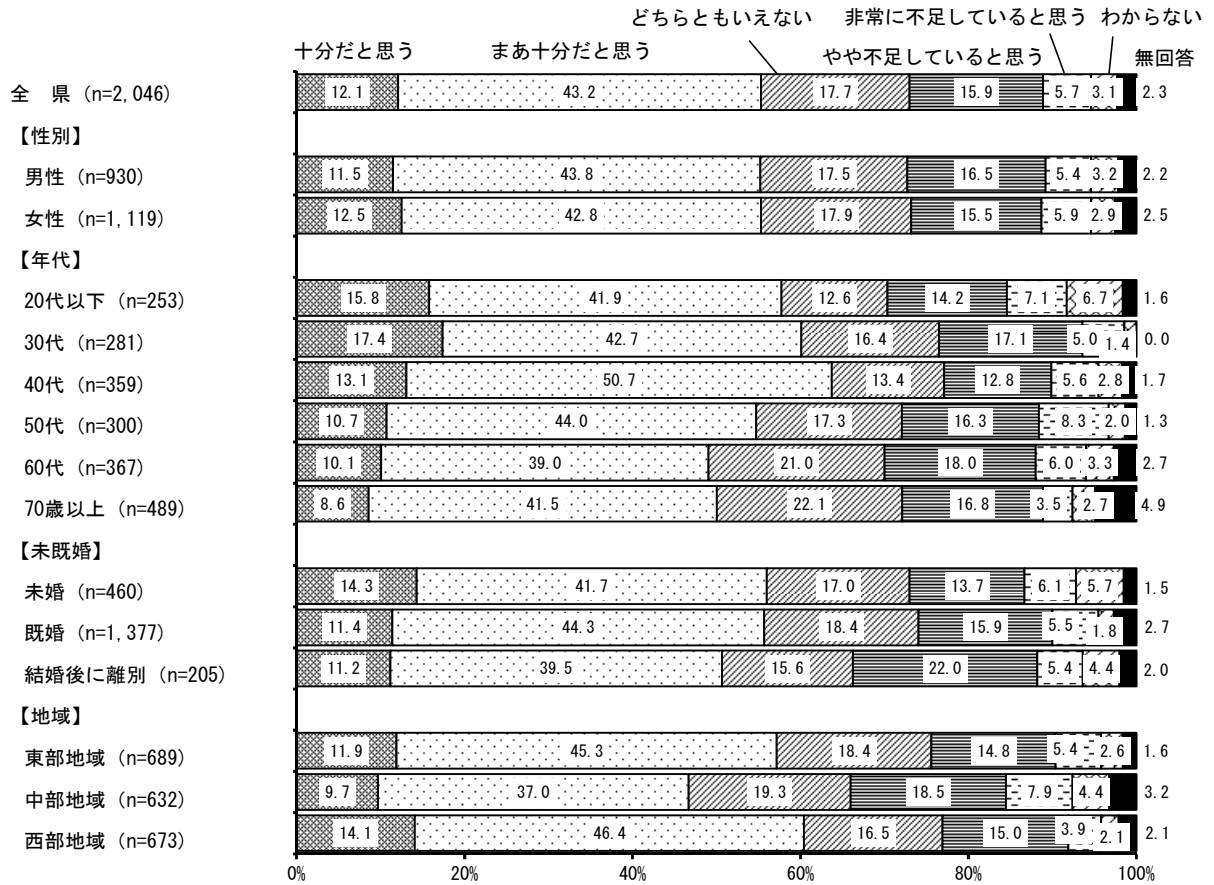 どちらともいえない 非常に不足していると思う わからない
十分だと思う まあ十分だと思う やや不足していると思う 無回答
全 県 (n=2,046) 12.1 43.2 17.7 15.9 5.7 3.1 2.3
【性別】
男性 (n=930) 11.5 43.8 17.5 16.5 5.4 3.2 2.2
女性 (n=1,119) 12.5 42.8 17.9 15.5 5.9 2.9 2.5
【年代】
20代以下 (n=253) 15.8 41.9 12.6 14.2 7.1 6.7 1.6
30代 (n=281) 17.4 42.7 16.4 17.1 5.0 1.4 0.0
40代 (n=359) 13.1 50.7 13.4 12.8 5.6 2.8 1.7
50代 (n=300) 10.7 44.0 17.3 16.3 8.3 2.0 1.3
60代 (n=367) 10.1 39.0 21.0 18.0 6.0 3.3 2.7
70歳以上 (n=489) 8.6 41.5 22.1 16.8 3.5 2.7 4.9
【未既婚】
未婚 (n=460) 14.3 41.7 17.0 13.7 6.1 5.7 1.5
既婚 (n=1,377) 11.4 44.3 18.4 15.9 5.5 1.8 2.7
結婚後に離別 (n=205) 11.2 39.5 15.6 22.0 5.4 4.4 2.0
【地域】
東部地域 (n=689) 11.9 45.3 18.4 14.8 5.4 2.6 1.6
中部地域 (n=632) 9.7 37.0 19.3 18.5 7.9 4.4 3.2
西部地域 (n=673) 14.1 46.4 16.5 15.0 3.9 2.1 2.1
0% 20% 40% 60% 80% 100%